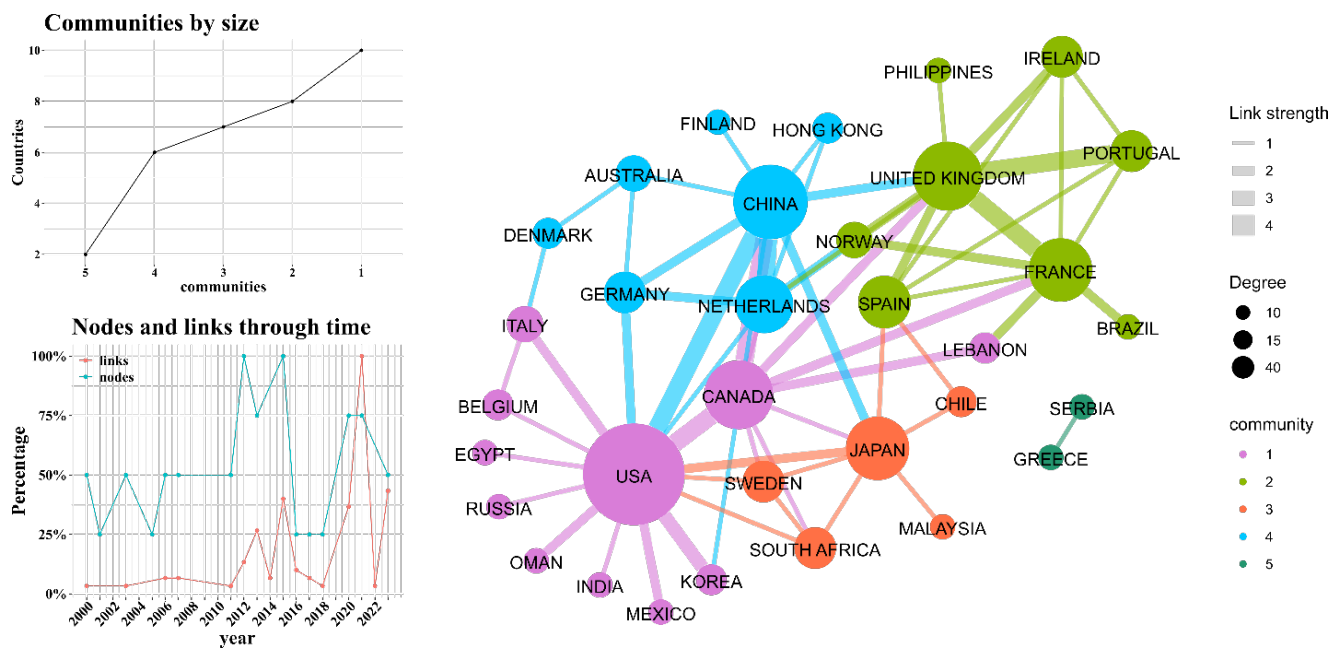 Communities by size
Countries
10
8
6
4
2
5 4 3 2 1
communities
Nodes and links through time
links
nodes
Percentage
100%
75%
50%
25%
0%
2000 2002 2004 2006 2008 2010 2012 2014 2016 2018 2020 2022
year
IRELAND
PHILIPPINES
FINLAND
HONG KONG
PORTUGAL
AUSTRALIA
UNITED KINGDOM
CHINA
DENMARK
NORWAY
FRANCE
GERMANY
NETHERLANDS
SPAIN
ITALY
BRAZIL
LEBANON
CANADA
BELGIUM
CHILE
SERBIA
EGYPT
JAPAN
GREECE
USA
SWEDEN
RUSSIA
MALAYSIA
SOUTH AFRICA
OMAN
INDIA
KOREA
MEXICO
Link strength
1
2
3
4
Degree
10
15
40
community
1
2
3
4
5